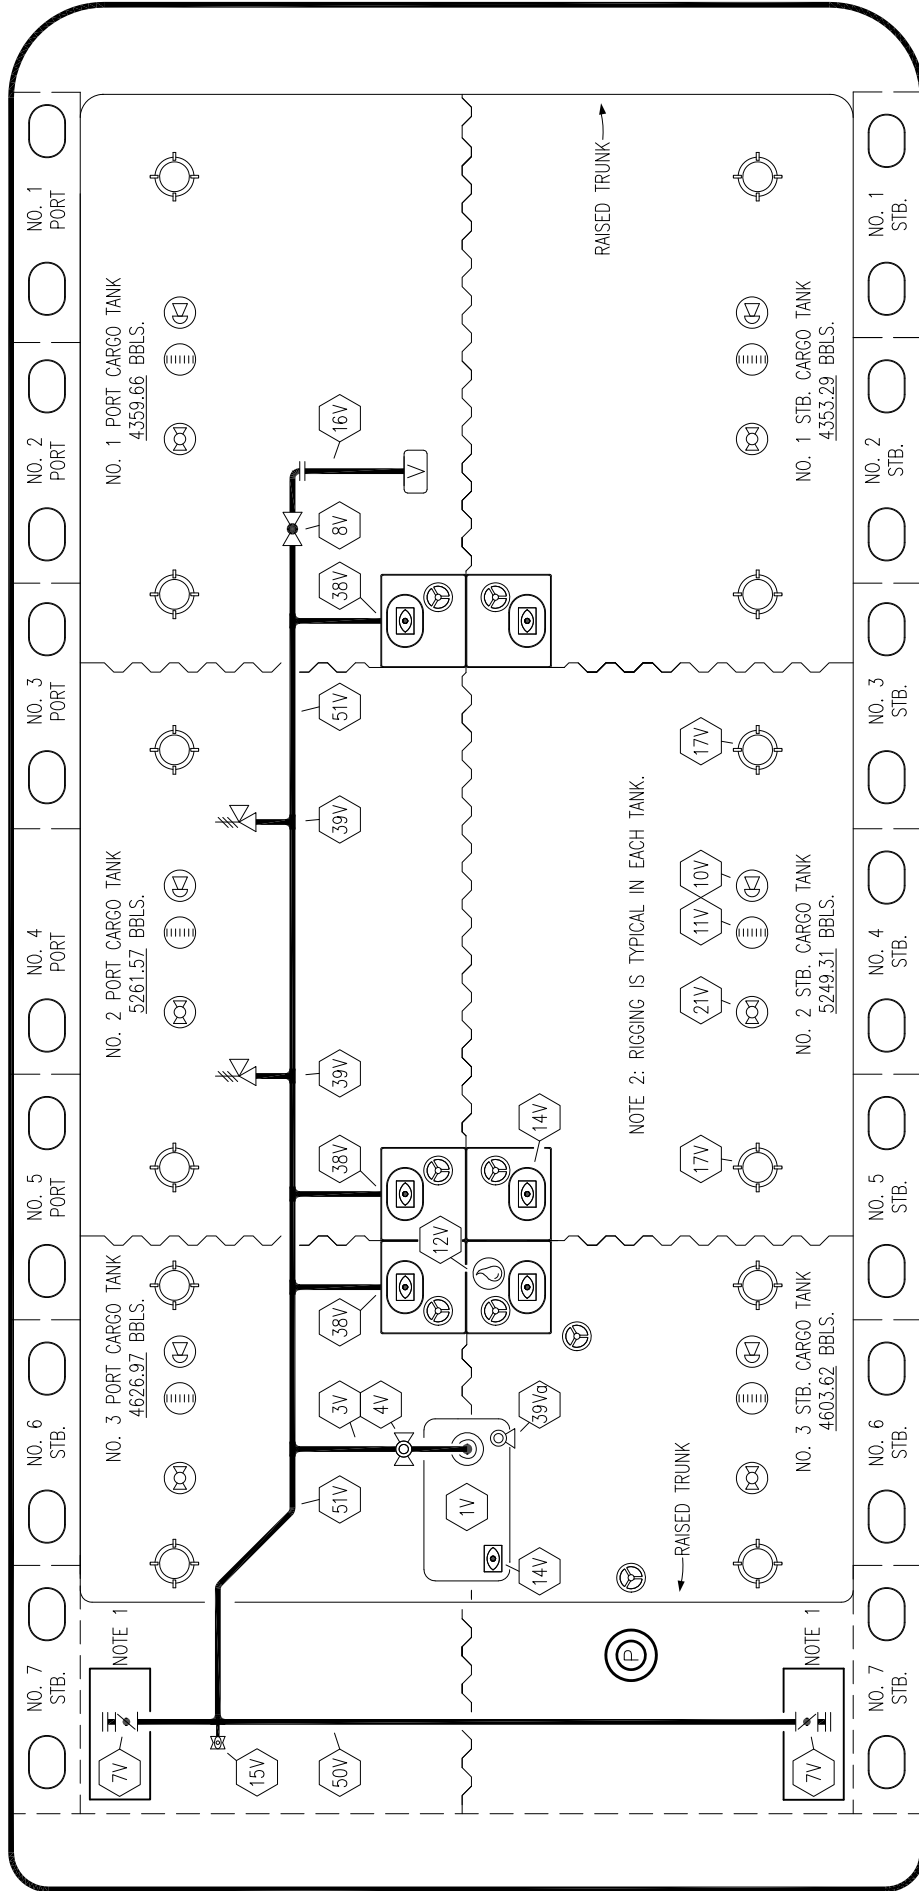 NO. 7
STB.
NO. 6
STB.
NO. 5
PORT
NO. 4
PORT
NO. 3
PORT
NO. 2
PORT
NO. 1
PORT
NO. 3 PORT CARGO TANK
4626.97 BBLS.
NO. 2 PORT CARGO TANK
5261.57 BBLS.
NO. 1 PORT CARGO TANK
4359.66 BBLS.
NOTE 1
7V
15V
50V
51V
3V
4V
38V
38V
39V
39V
51V
38V
8V
16V
V
12V
1V
14V
39Va
14V
RAISED TRUNK
RAISED TRUNK
P
NOTE 2: RIGGING IS TYPICAL IN EACH TANK.
17V
21V
11V
10V
17V
NOTE 1
7V
NO. 3 STB. CARGO TANK
4603.62 BBLS.
NO. 2 STB. CARGO TANK
5249.31 BBLS.
NO. 1 STB. CARGO TANK
4353.29 BBLS.
NO. 7
STB.
NO. 6
STB.
NO. 5
STB.
NO. 4
STB.
NO. 3
STB.
NO. 2
STB.
NO. 1
STB.